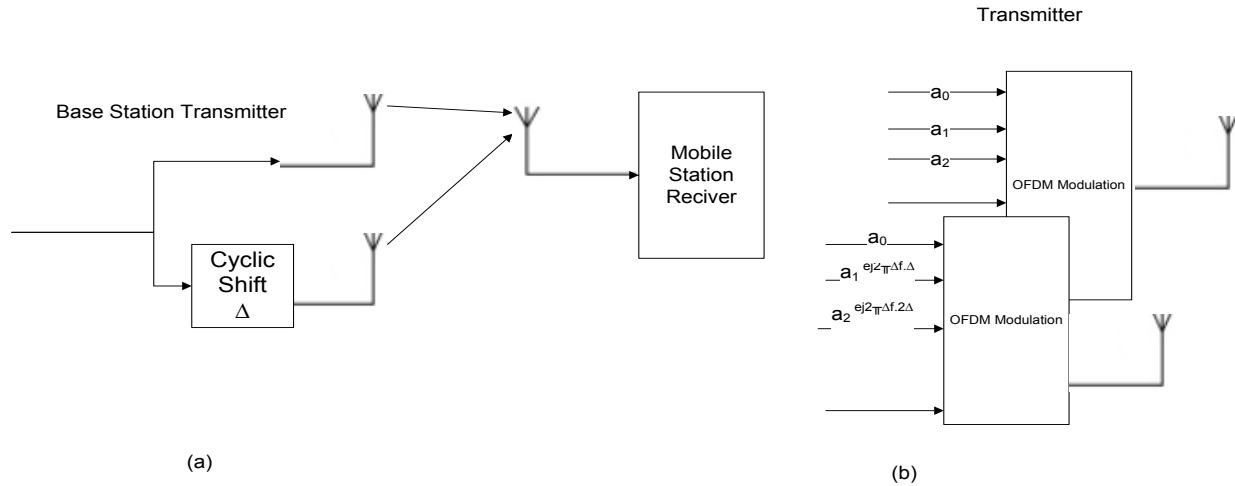 Transmitter
Base Station Transmitter
Cyclic
Shift
Δ
Mobile
Station
Reciver
a0
a1
a2
OFDM Modulation
a0
a1 ej2πΔf.Δ
a2 ej2πΔf.2Δ
OFDM Modulation
(a)
(b)